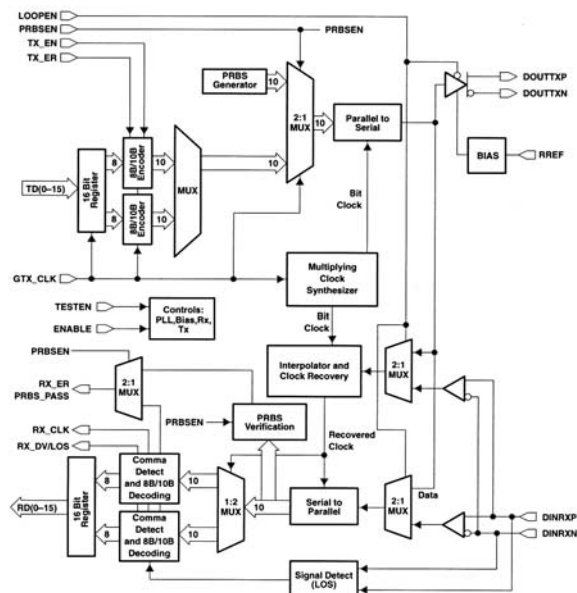 LOOPEN
PRBSEN
PRBSEN
TX_EN
TX_ER
DOUTTXP
DOUTTXN
PRBS
Generator
10
2:1
MUX
10
Parallel to
Serial
BIAS
RREF
TD(0–15)
16 Bit
Register
8
8B/10B
Encoder
10
MUX
10
8
8B/10B
Encoder
10
Bit
Clock
GTX_CLK
Multiplying
Clock
Synthesizer
TESTEN
ENABLE
Controls:
PLL,Bias,Rx,
Tx
Bit
Clock
PRBSEN
2:1
MUX
RX_ER
PRBS_PASS
Interpolator and
Clock Recovery
2:1
MUX
PRBSEN
PRBS
Verification
Recovered
Clock
RX_CLK
RX_DV/LOS
Comma
Detect
and 8B/10B
Decoding
8
10
1:2
MUX
10
Serial to
Parallel
2:1
MUX
Data
DINRXP
DINRXN
RD(0–15)
16 Bit
Register
8
Comma
Detect
and 8B/10B
Decoding
10
Signal Detect
(LOS)